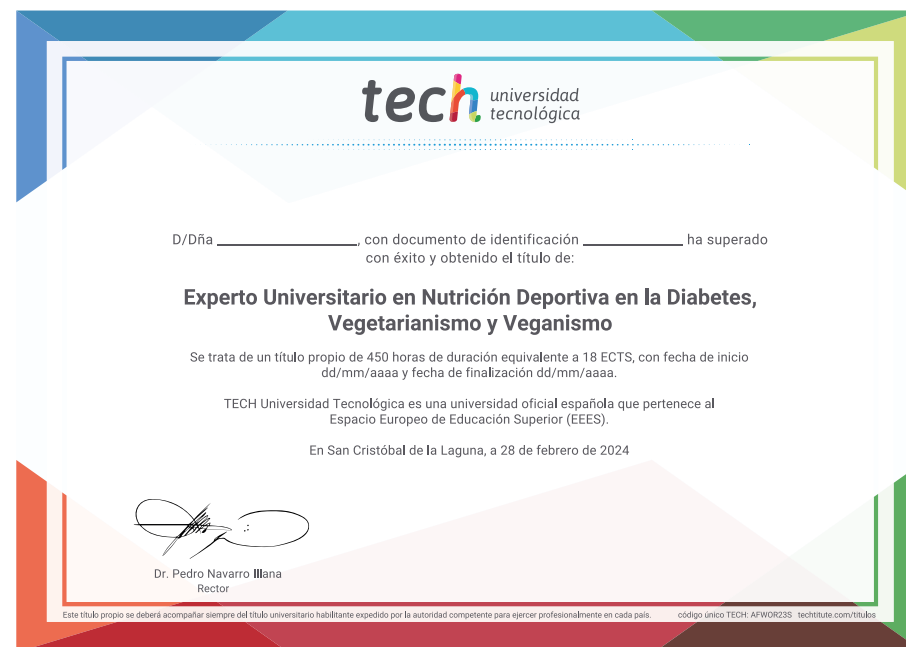 tech universidad
tecnológica
D/Dña ____________________, con documento de identificación ______________ ha superado
con éxito y obtenido el título de:
Experto Universitario en Nutrición Deportiva en la Diabetes,
Vegetarianismo y Veganismo
Se trata de un título propio de 450 horas de duración equivalente a 18 ECTS, con fecha de inicio
dd/mm/aaaa y fecha de finalización dd/mm/aaaa.
TECH Universidad Tecnológica es una universidad oficial española que pertenece al
Espacio Europeo de Educación Superior (EEES).
En San Cristóbal de la Laguna, a 28 de febrero de 2024
Dr. Pedro Navarro Illana
Rector
Este título propio se deberá acompañar siempre del título universitario habilitante expedido por la autoridad competente para ejercer profesionalmente en cada país. código único TECH: AFWOR23S techtitute.com/titulos